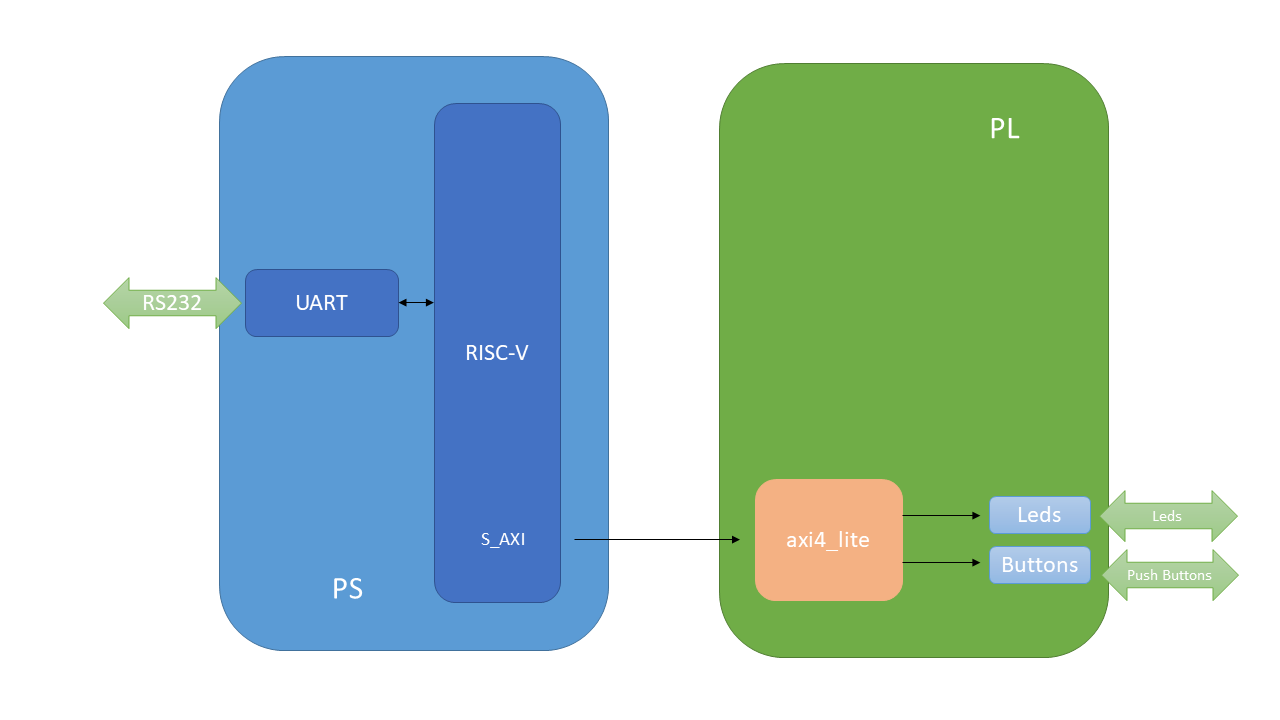 PL
RS232
UART
RISC-V
S_AXI
axi4_lite
Leds
Leds
Buttons
Push Buttons
PS